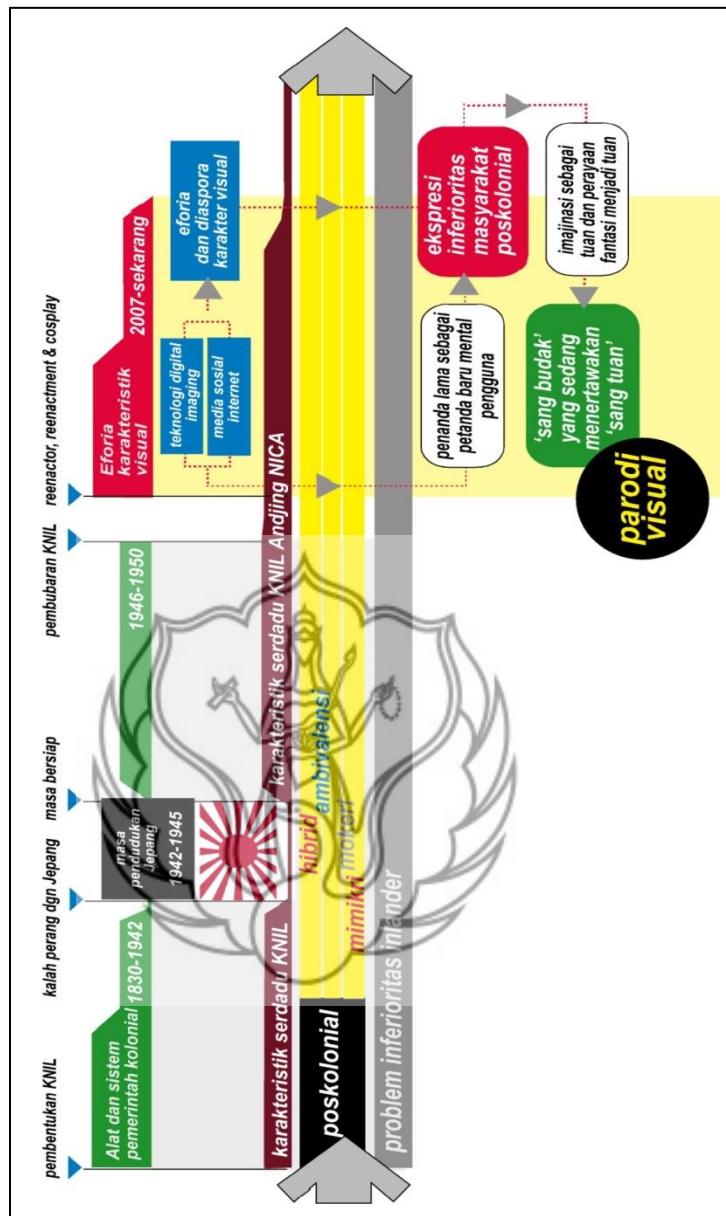 pembentukan KNIL
kalah perang dgn Jepang
masa bersiap
pembubaran KNIL
reenactor, reenactment & cosplay
Alat dan sistem
pemerintah kolonial
1830-1942
masa
pendudukan
Jepang
1942-1945
1946-1950
Eforia
karakteristik
visual
2007-sekarang
teknologi digital
imaging
media sosial
internet
eforia
dan diaspora
karakter visual
karakteristik serdadu KNIL
karakteristik serdadu KNIL Andjing NICA
poskolonial
hibrid
ambivalensi
mimikri
mokeri
problem inferioritas inlander
penanda lama sebagai
petanda baru mental
pengguna
ekspresi
inferioritas
masyarakat
poskolonial
imajinasi sebagai
tuan dan perayaan
fantasi menjadi tuan
'sang budak'
yang sedang
menertawakan
'sang tuan'
parodi
visual